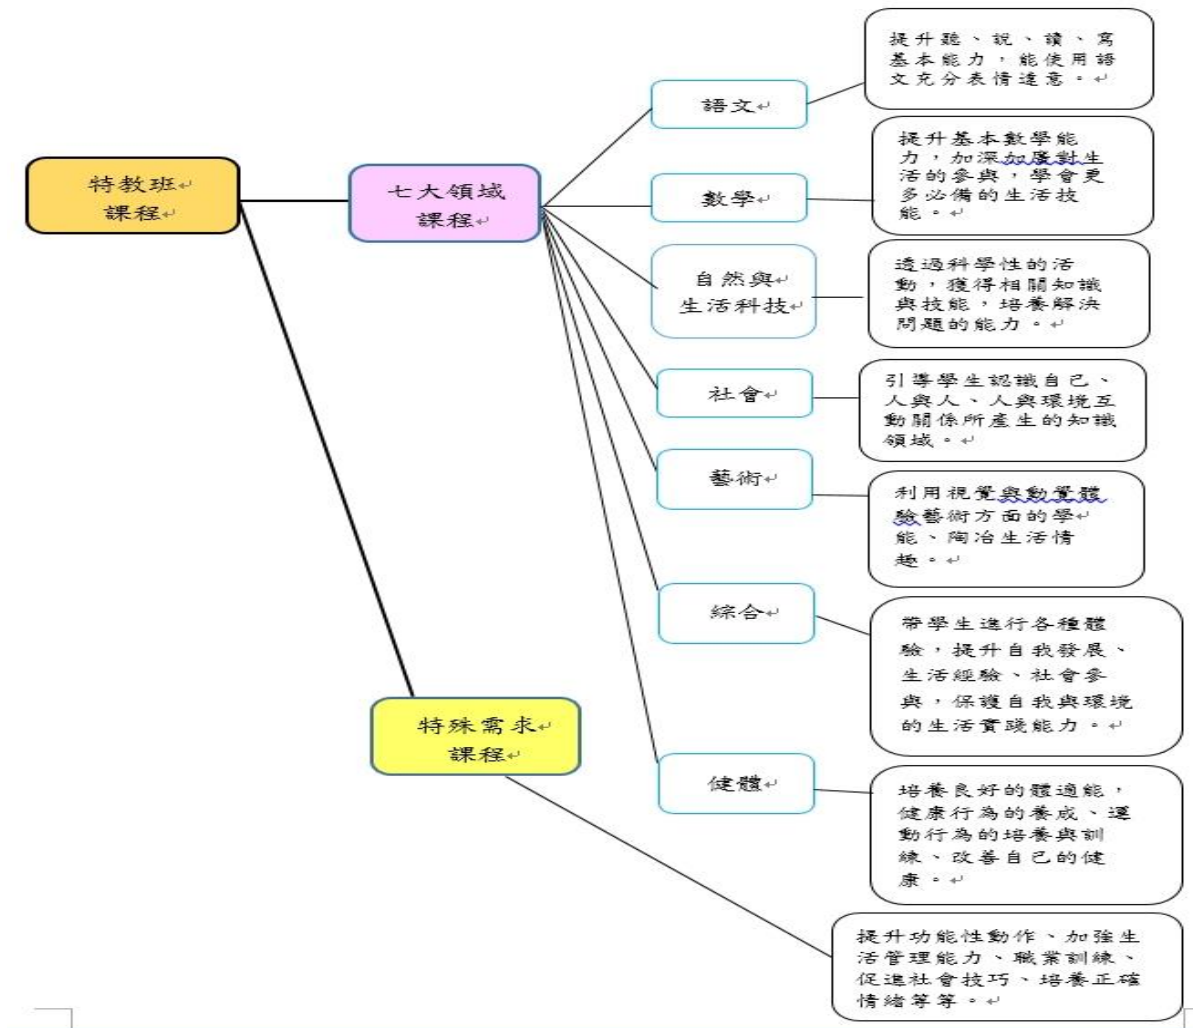 特教班
課程
七大領域
課程
語文
提升聽、說、讀、寫
基本能力，能使用語
文充分表情達意。
數學
提升基本數學能
力，加深加廣對生
活的參與，學會更
多必備的生活技
能。
自然與
生活科技
透過科學性的活
動，獲得相關知識
與技能，培養解決
問題的能力。
社會
引導學生認識自己、
人與人、人與環境互
動關係所產生的知識
領域。
藝術
利用視覺與動覺體
驗藝術方面的學
能、陶冶生活情
趣。
綜合
帶學生進行各種體
驗，提升自我發展、
生活經驗、社會參
與，保護自我與環境
的生活實踐能力。
健體
培養良好的體適能，
健康行為的養成、運
動行為的培養與訓
練、改善自己的健
康。
特殊需求
課程
提升功能性動作、加強生
活管理能力、職業訓練、
促進社會技巧、培養正確
情緒等等。